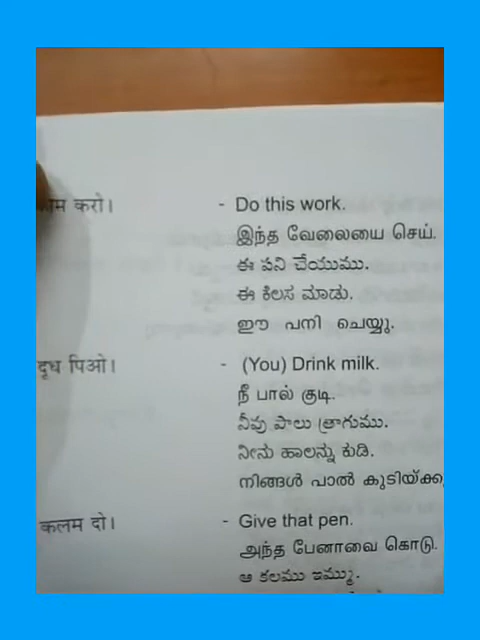 काम करो। - Do this work.
இந்த வேலையை செய்.
ఈ పని చేయుము.
ಈ ಕೆಲಸ ಮಾಡು.
ഈ പണി ചെയ്യു.
दूध पिओ। - (You) Drink milk.
நீ பால் குடி.
నీవు పాలు త్రాగుము.
ನೀನು ಹಾಲನ್ನು ಕುಡಿ.
നിങ്ങൾ പാൽ
कलम दो। - Give that pen.
அந்த பேனாவை கொடு.
ఆ కలము ఇమ్ము.